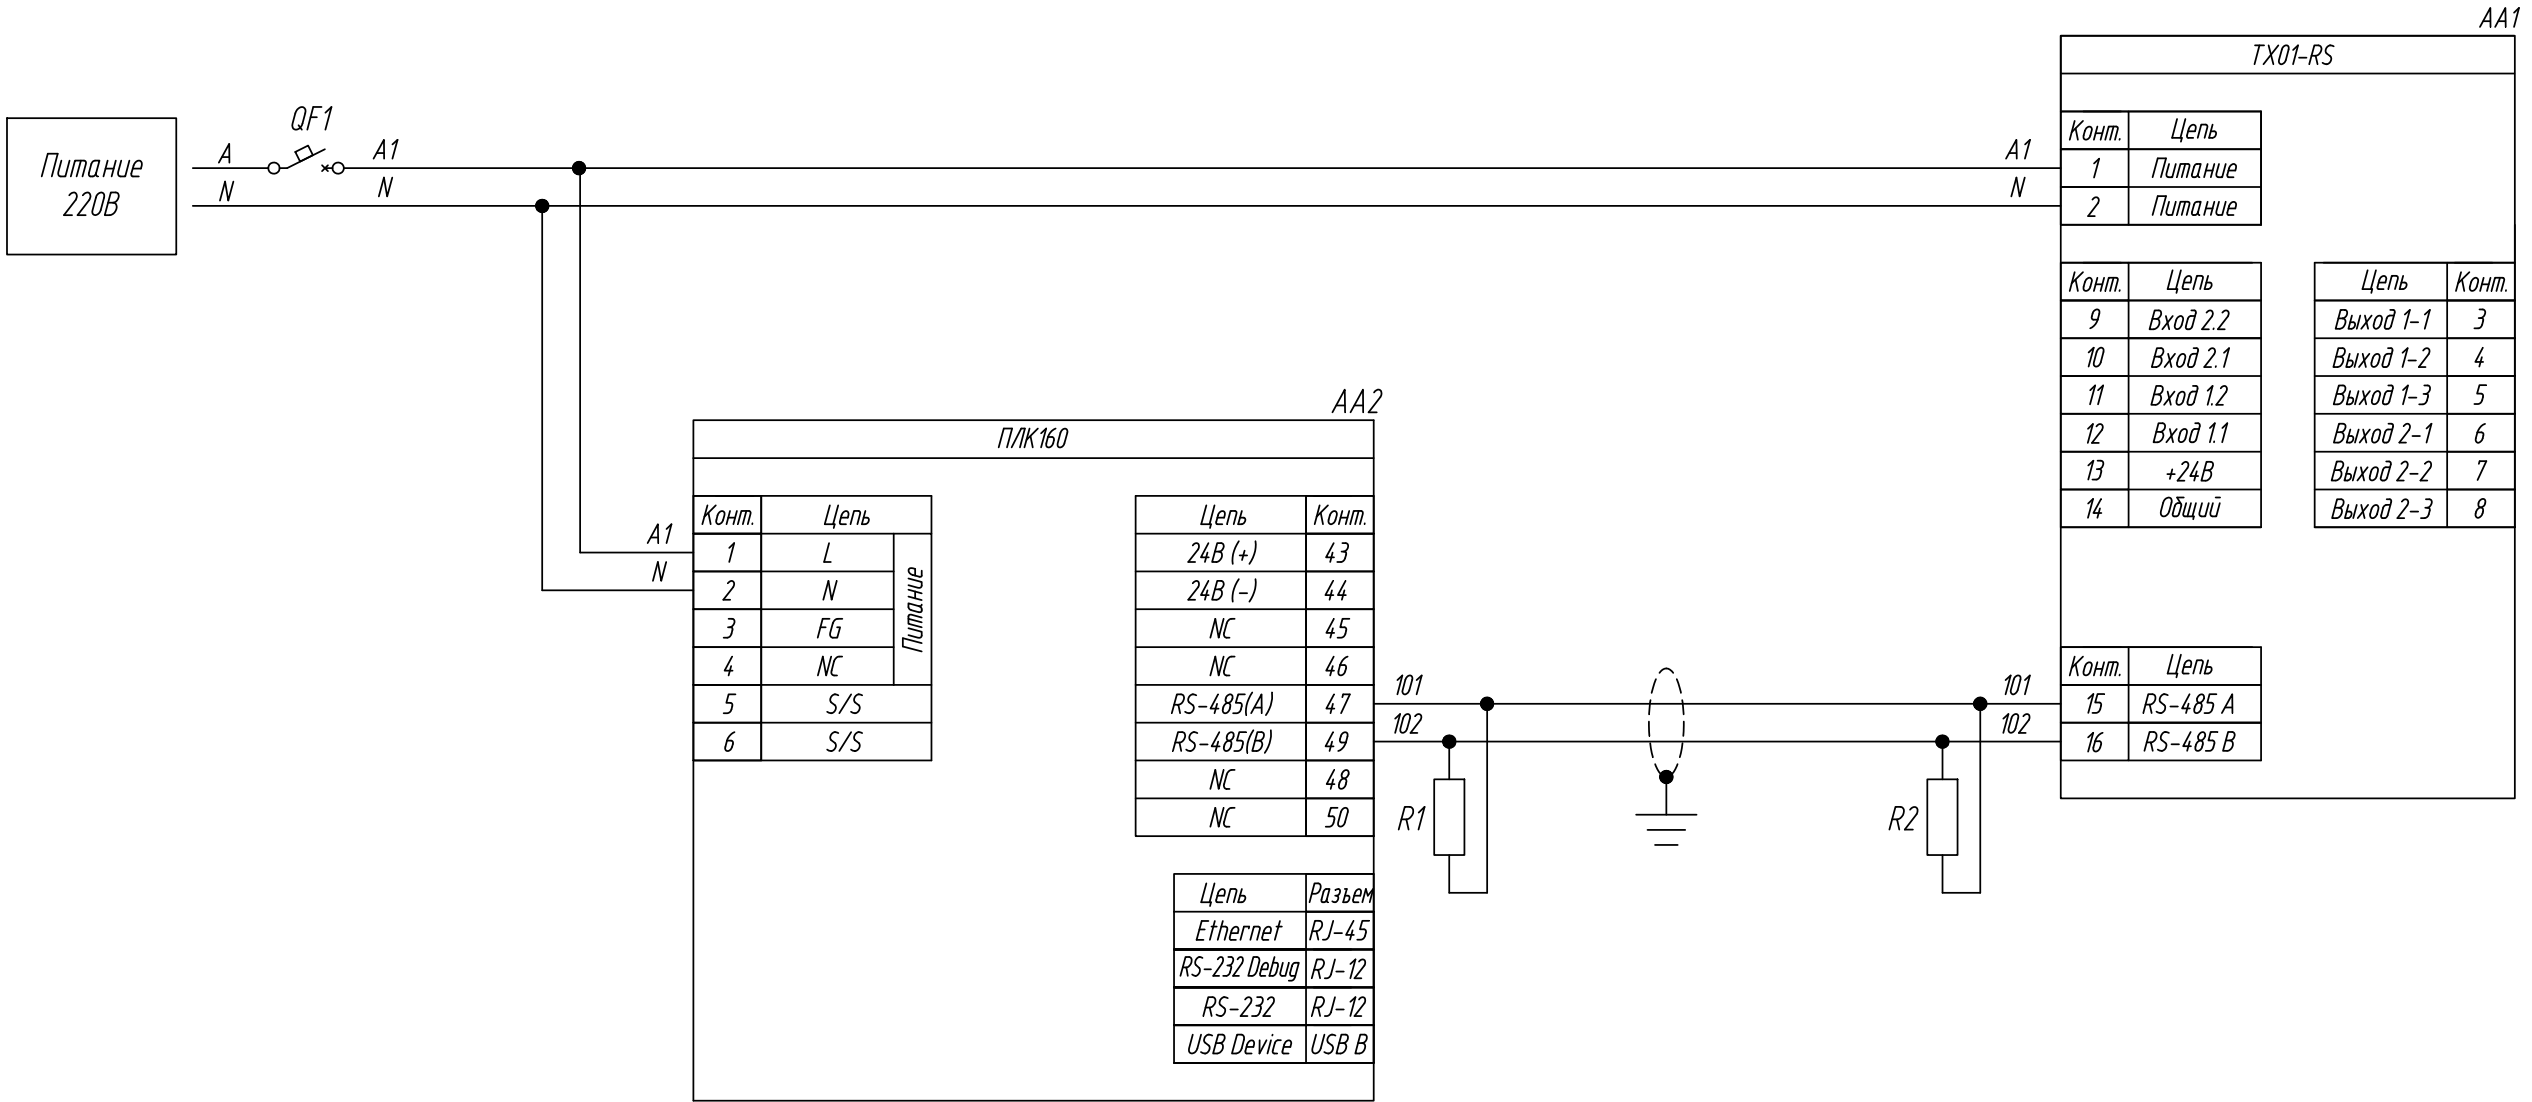 AA1
ТХ01-RS
Питание
220В
A
N
QF1
A1
N
A1
N
Конт. Цепь
1 Питание
2 Питание
Конт. Цепь
9 Вход 2.2
10 Вход 2.1
11 Вход 1.2
12 Вход 1.1
13 +24В
14 Общий
Цепь Конт.
Выход 1-1 3
Выход 1-2 4
Выход 1-3 5
Выход 2-1 6
Выход 2-2 7
Выход 2-3 8
Конт. Цепь
15 RS-485 A
16 RS-485 B
AA2
ПЛК160
A1
N
Конт. Цепь
1 L
2 N
3 FG
4 NC
Питание
5 S/S
6 S/S
Цепь Конт.
24В (+) 43
24В (-) 44
NC 45
NC 46
RS-485(A) 47
RS-485(B) 49
NC 48
NC 50
Цепь Разъем
Ethernet RJ-45
RS-232 Debug RJ-12
RS-232 RJ-12
USB Device USB B
101
102
R1
101
102
R2